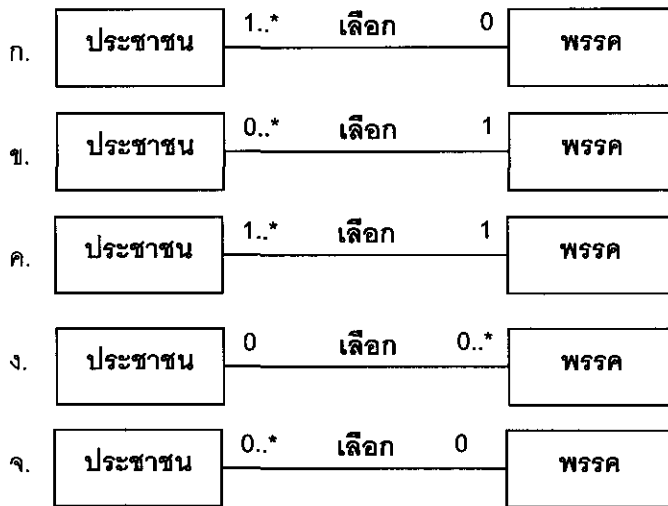 ก. ประชาชน 1..* เลือก 0 พรรค
ข. ประชาชน 0..* เลือก 1 พรรค
ค. ประชาชน 1..* เลือก 1 พรรค
ง. ประชาชน 0 เลือก 0..* พรรค
จ. ประชาชน 0..* เลือก 0 พรรค